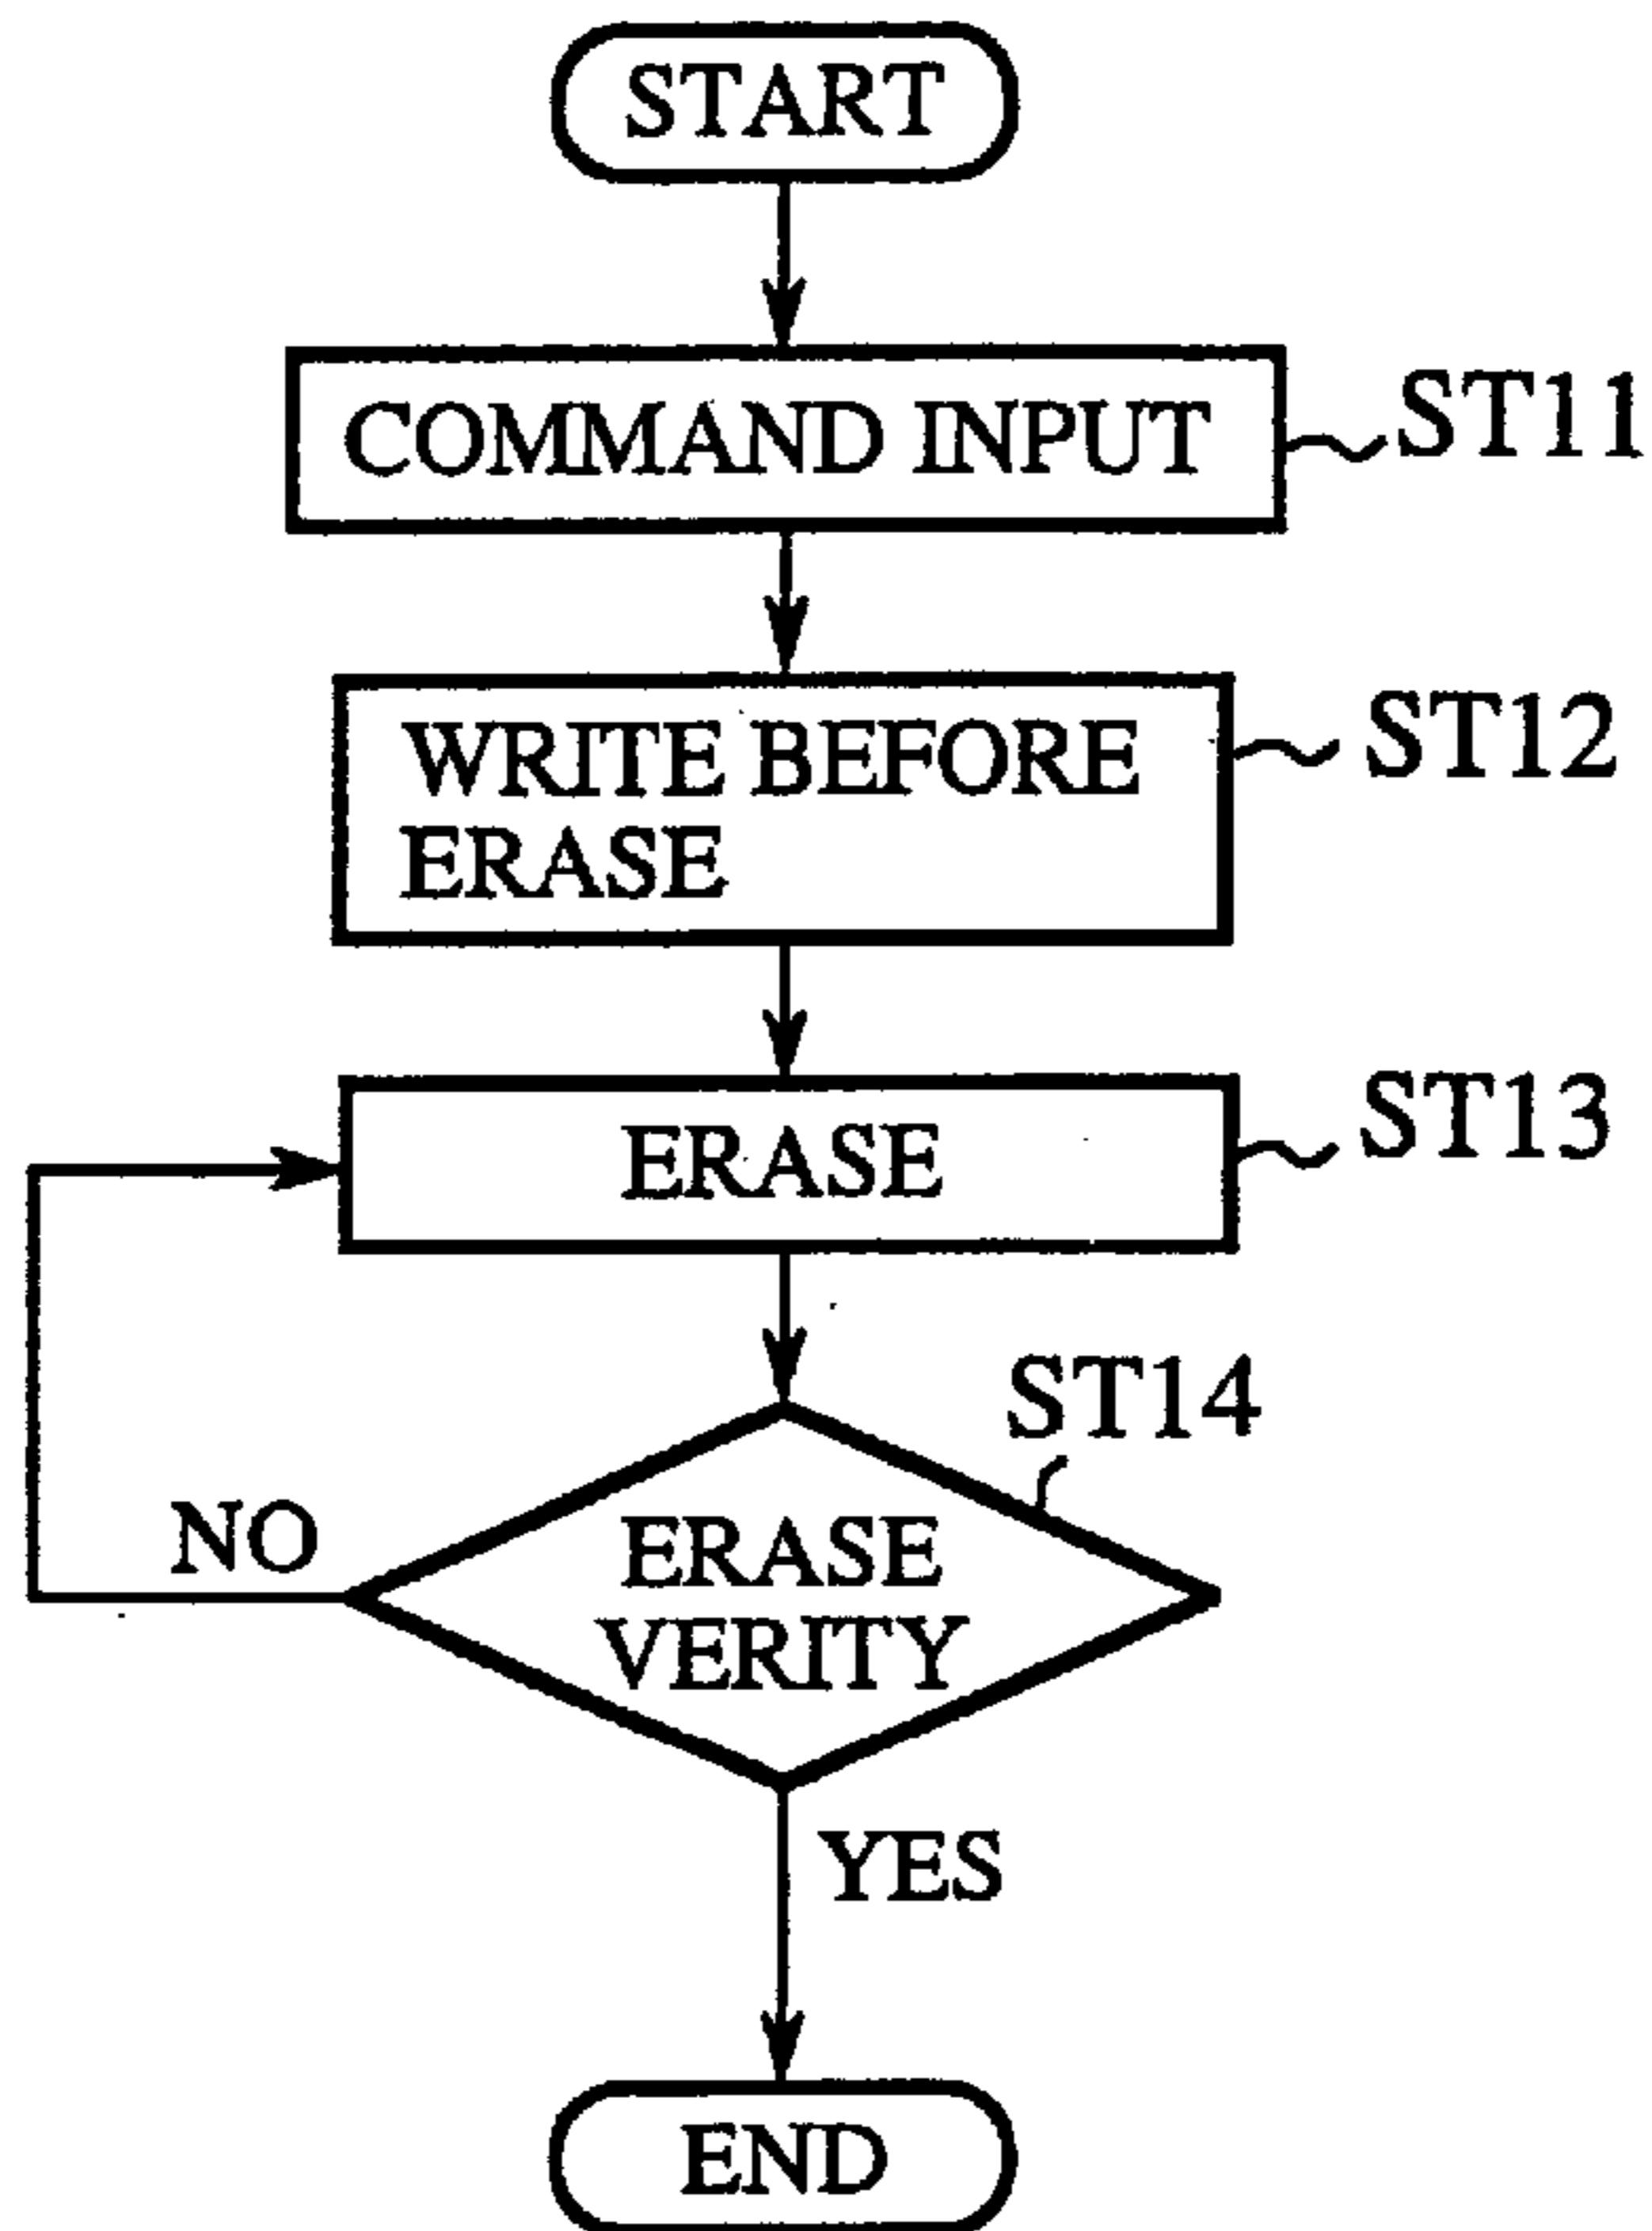 START
COMMAND INPUT
ST11
WRITE BEFORE
ERASE
ST12
ERASE
ST13
ST14
ERASE
VERITY
NO
YES
END